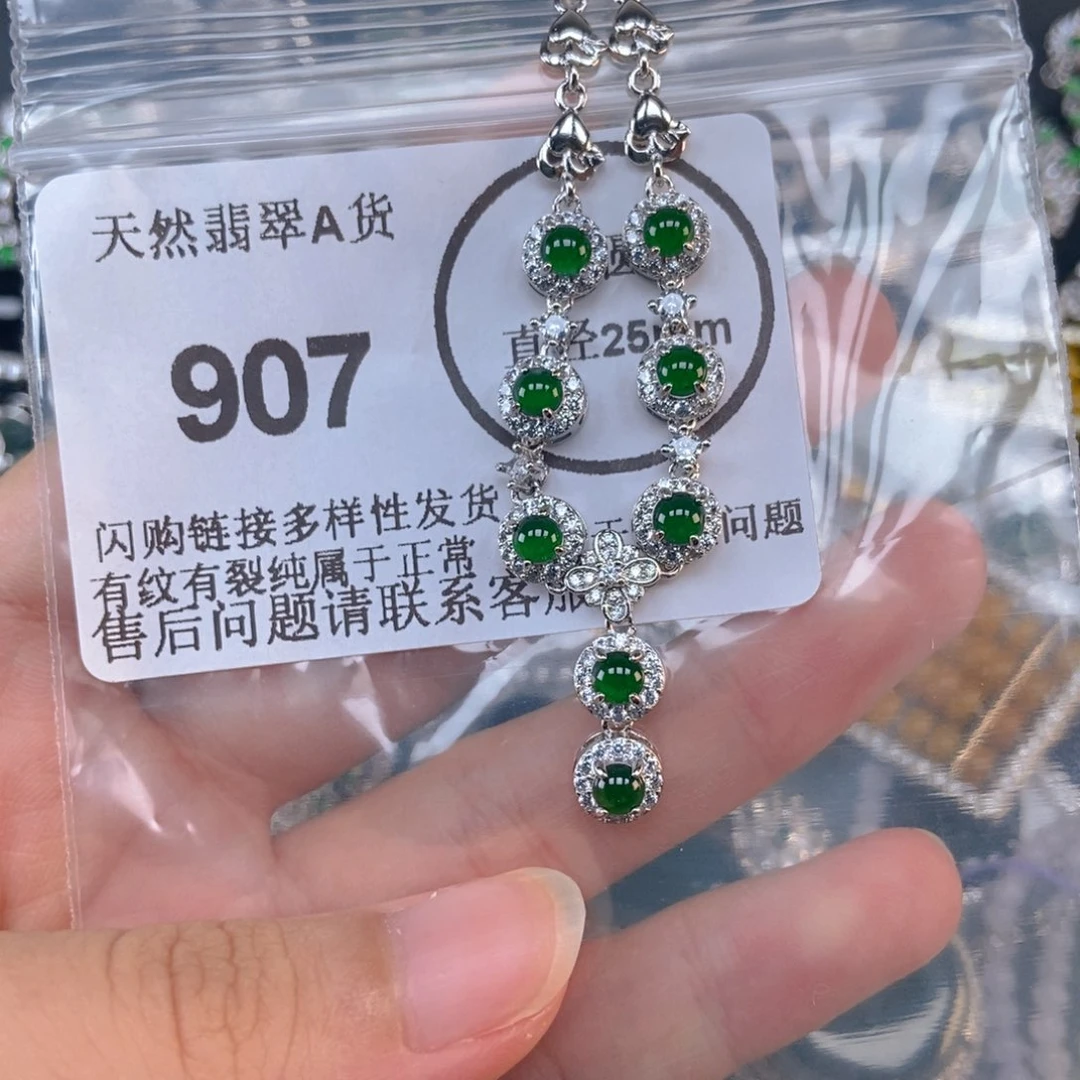 天然翡翠A货
907
直径25mm
闪购链接多样性发货
有纹有裂纯属于正常 问题
售后问题请联系客服